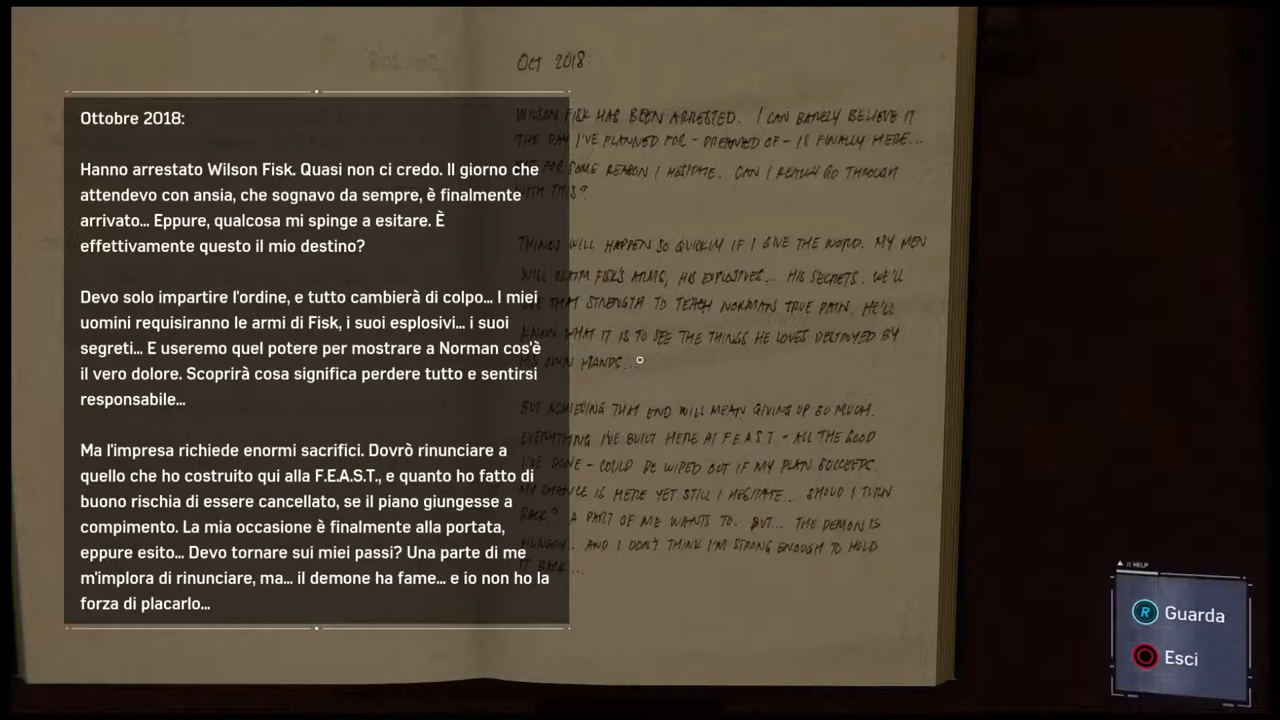 Oct 2018:
Ottobre 2018:
Hanno arrestato Wilson Fisk. Quasi non ci credo. Il giorno che
attendevo con ansia, che sognavo da sempre, è finalmente
arrivato... Eppure, qualcosa mi spinge a esitare. È
effettivamente questo il mio destino?
Devo solo impartire l'ordine, e tutto cambierà di colpo... I miei
uomini requisiranno le armi di Fisk, i suoi esplosivi... i suoi
segreti... E useremo quel potere per mostrare a Norman cos'è
il vero dolore. Scoprirà cosa significa perdere tutto e sentirsi
responsabile...
Ma l'impresa richiede enormi sacrifici. Dovrò rinunciare a
quello che ho costruito qui alla F.E.A.S.T., e quanto ho fatto di
buono rischia di essere cancellato, se il piano giungesse a
compimento. La mia occasione è finalmente alla portata,
eppure esito... Devo tornare sui miei passi? Una parte di me
m'implora di rinunciare, ma... il demone ha fame... e io non ho la
forza di placarlo...
WILSON FISK HAS BEEN ARRESTED. I CAN BARELY BELIEVE IT
THE DAY I'VE PLANNED FOR - DREAMED OF - IS FINALLY HERE...
BUT FOR SOME REASON I HESITATE. CAN I REALLY GO THROUGH
WITH THIS?
THINGS WILL HAPPEN SO QUICKLY IF I GIVE THE WORD. MY MEN
WILL CLAIM FISK'S ARMS, HIS EXPLOSIVES... HIS SECRETS. WE'LL
USE THAT STRENGTH TO TEACH NORMAN TRUE PAIN. HE'LL
KNOW WHAT IT IS TO SEE THE THINGS HE LOVES DESTROYED BY
HIS OWN HANDS...
BUT ACHIEVING THAT END WILL MEAN GIVING UP SO MUCH.
EVERYTHING I'VE BUILT HERE AT F.E.A.S.T. - ALL THE GOOD
I'VE DONE - COULD BE WIPED OUT IF MY PLAN SUCCEEDS.
MY CHANCE IS HERE YET STILL I HESITATE... SHOULD I TURN
BACK? A PART OF ME WANTS TO. BUT... THE DEMON IS
HUNGRY... AND I DON'T THINK I'M STRONG ENOUGH TO HOLD
IT BACK...
// HELP
R Guarda
Esci